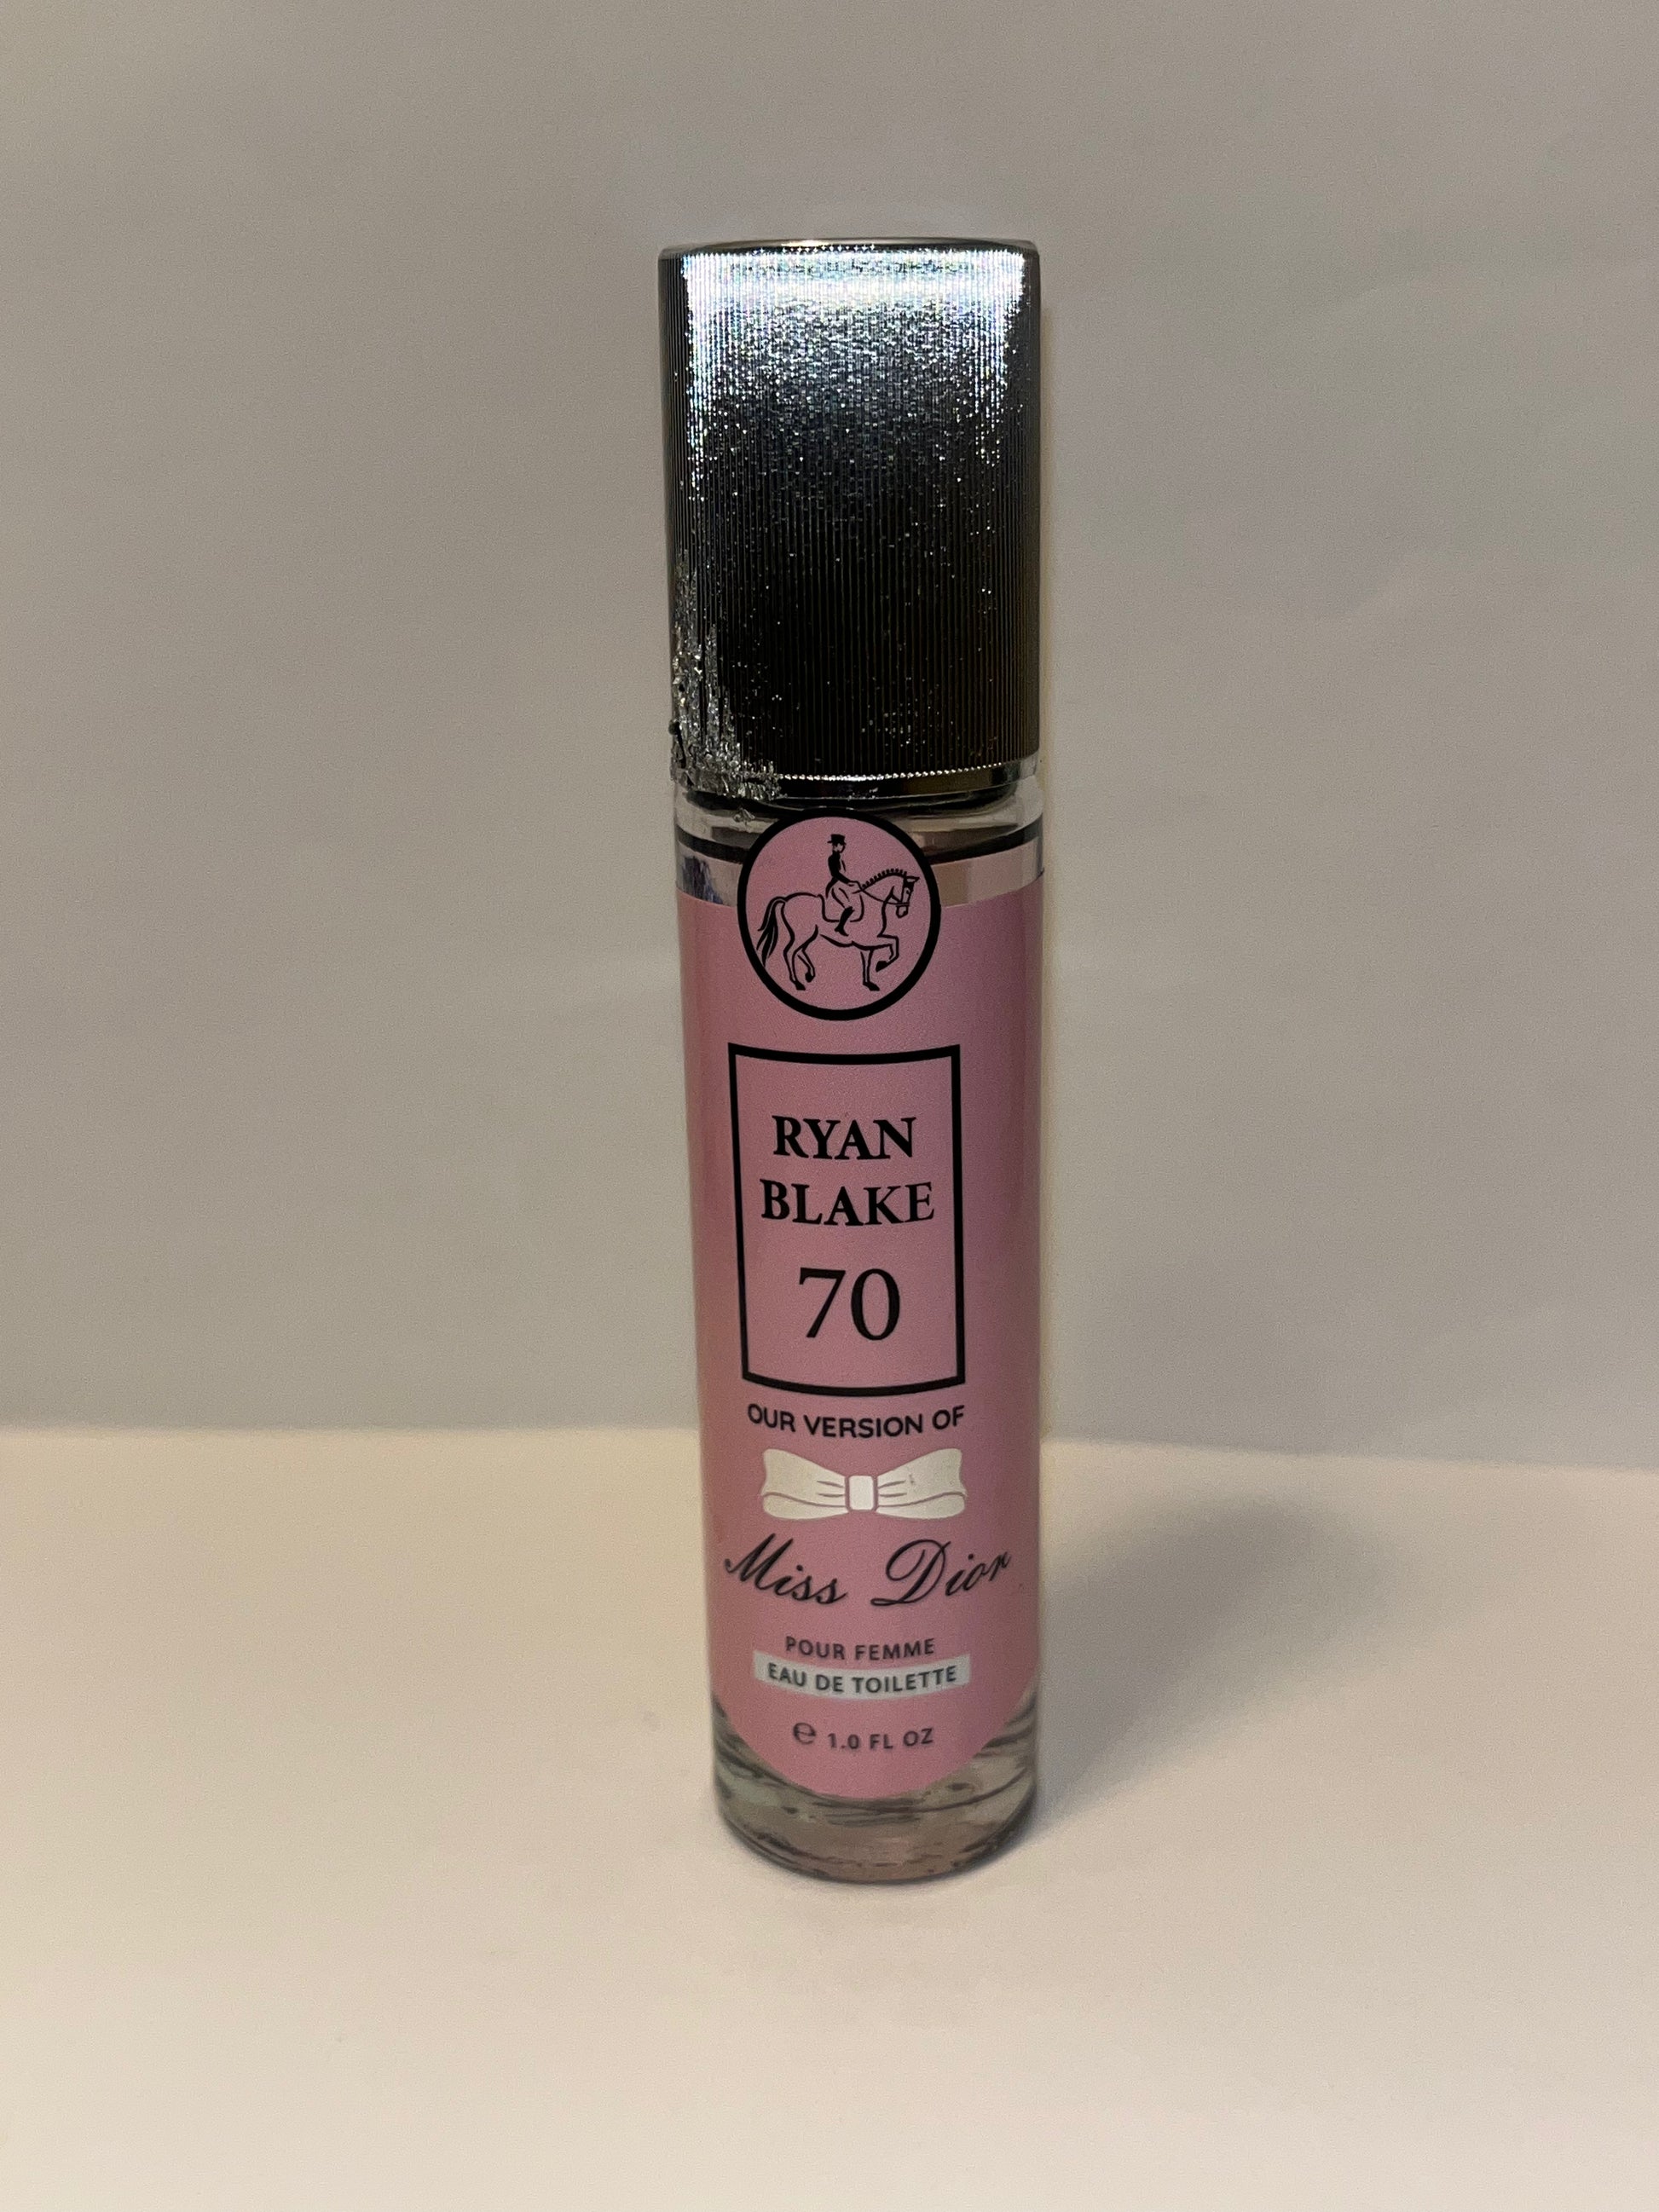 RYAN
BLAKE
70
OUR VERSION OF
Miss Dior
POUR FEMME
EAU DE TOILETTE
℮ 1.0 FL OZ